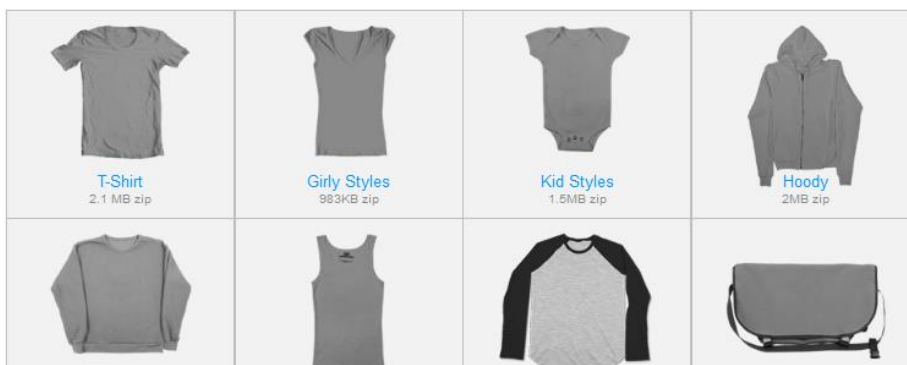 T-Shirt
2.1 MB zip
Girly Styles
983KB zip
Kid Styles
1.5MB zip
Hoody
2MB zip